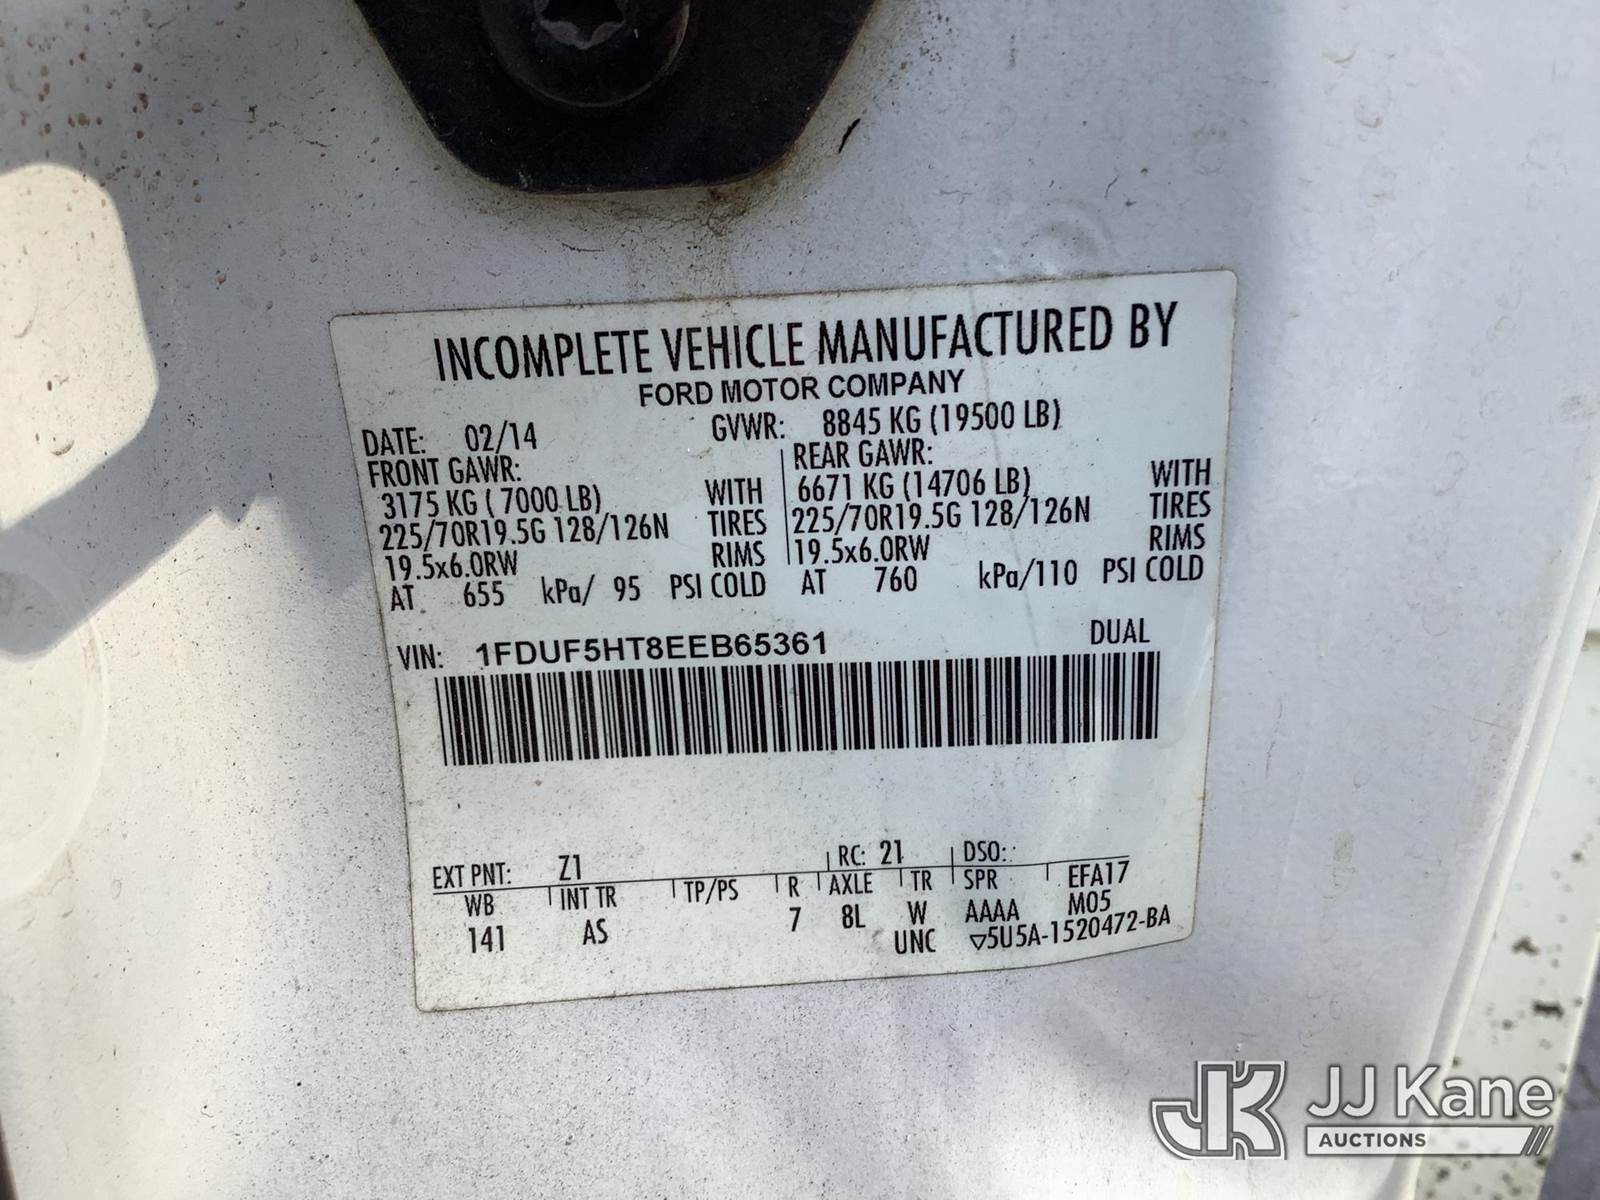 INCOMPLETE VEHICLE MANUFACTURED BY
FORD MOTOR COMPANY
DATE: 02/14 GVWR: 8845 KG (19500 LB)
FRONT GAWR: REAR GAWR:
3175 KG ( 7000 LB) WITH 6671 KG (14706 LB) WITH
225/70R19.5G 128/126N TIRES 225/70R19.5G 128/126N TIRES
19.5x6.0RW RIMS 19.5x6.0RW RIMS
AT 655 kPa/ 95 PSI COLD AT 760 kPa/110 PSI COLD
VIN: 1FDUF5HT8EEB65361 DUAL
EXT PNT: Z1 RC: 21 DSO:
WB INT TR TP/PS R AXLE TR SPR EFA17
141 AS 7 8L W AAAA M05
UNC ▽5U5A-1520472-BA
JK JJ Kane
AUCTIONS